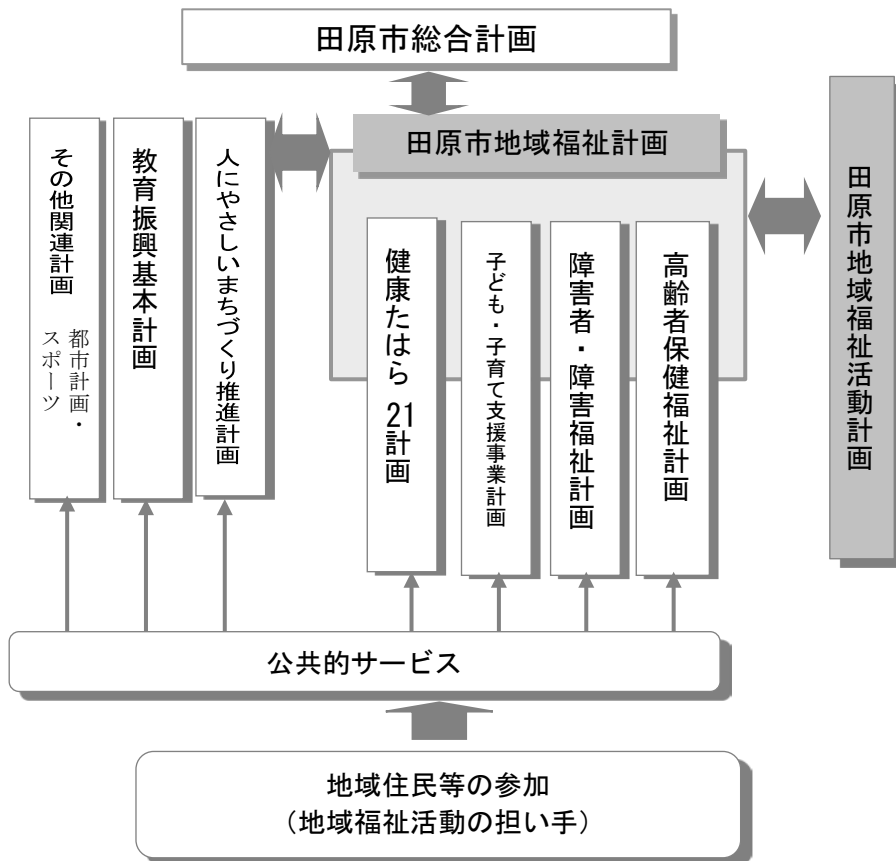 田原市総合計画
田原市地域福祉計画
田原市地域福祉活動計画
その他関連計画
都市計画・
スポーツ
教育振興基本計画
人にやさしいまちづくり推進計画
健康たはら 21計画
子ども・子育て支援事業計画
障害者・障害福祉計画
高齢者保健福祉計画
公共的サービス
地域住民等の参加
（地域福祉活動の担い手）